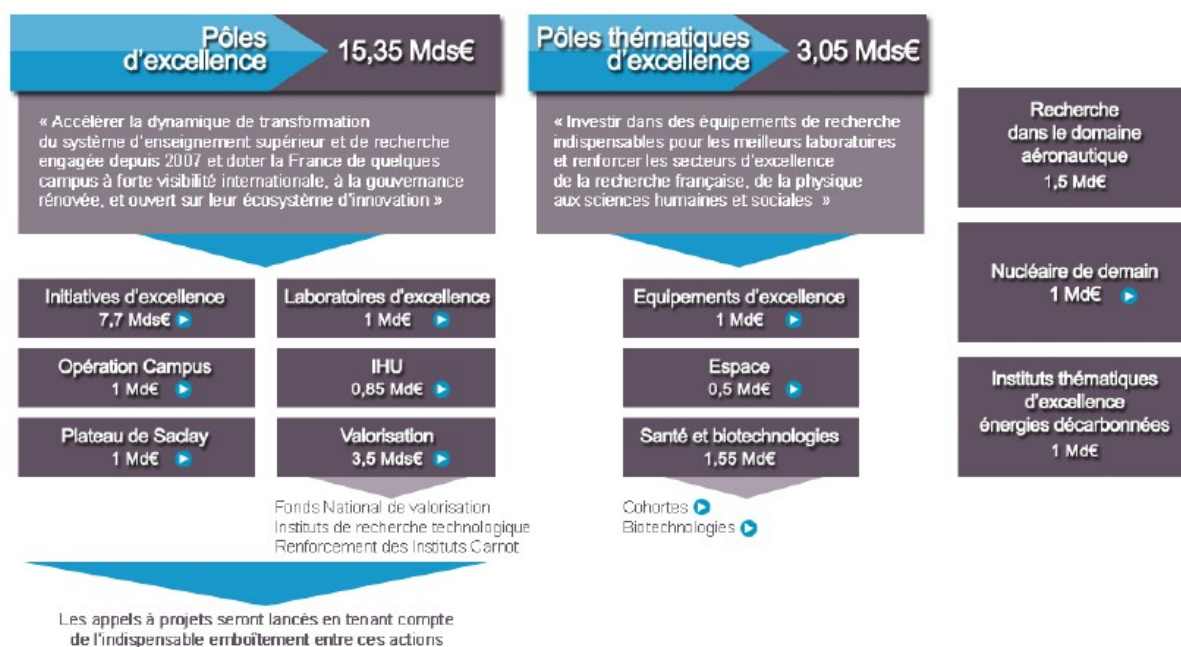 Pôles
d'excellence
15,35 Mds€
« Accélérer la dynamique de transformation
du système d'enseignement supérieur et de recherche
engagée depuis 2007 et doter la France de quelques
campus à forte visibilité internationale, à la gouvernance
rénovée, et ouvert sur leur écosystème d'innovation »
Initiatives d'excellence
7,7 Mds€
Laboratoires d'excellence
1 Md€
Opération Campus
1 Md€
IHU
0,85 Md€
Plateau de Saclay
1 Md€
Valorisation
3,5 Mds€
Fonds National de valorisation
Instituts de recherche technologique
Renforcement des Instituts Carnot
Les appels à projets seront lancés en tenant compte
de l'indispensable emboîtement entre ces actions
Pôles thématiques
d'excellence
3,05 Mds€
« Investir dans des équipements de recherche
indispensables pour les meilleurs laboratoires
et renforcer les secteurs d'excellence
de la recherche française, de la physique
aux sciences humaines et sociales »
Equipements d'excellence
1 Md€
Espace
0,5 Md€
Santé et biotechnologies
1,55 Md€
Cohortes
Biotechnologies
Recherche
dans le domaine
aéronautique
1,5 Md€
Nucléaire de demain
1 Md€
Instituts thématiques
d'excellence
énergies décarbonnées
1 Md€